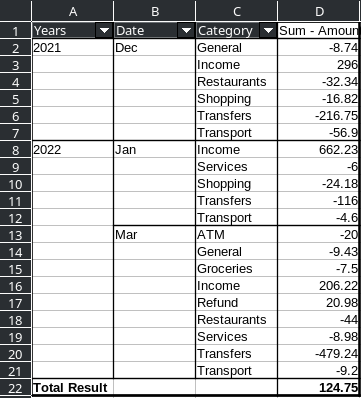 A B C D
1 Years Date Category Sum - Amoun
2 2021 Dec General -8.74
3 Income 296
4 Restaurants -32.34
5 Shopping -16.82
6 Transfers -216.75
7 Transport -56.9
8 2022 Jan Income 662.23
9 Services -6
10 Shopping -24.18
11 Transfers -116
12 Transport -4.6
13 Mar ATM -20
14 General -9.43
15 Groceries -7.5
16 Income 206.22
17 Refund 20.98
18 Restaurants -44
19 Services -8.98
20 Transfers -479.24
21 Transport -9.2
22 Total Result 124.75